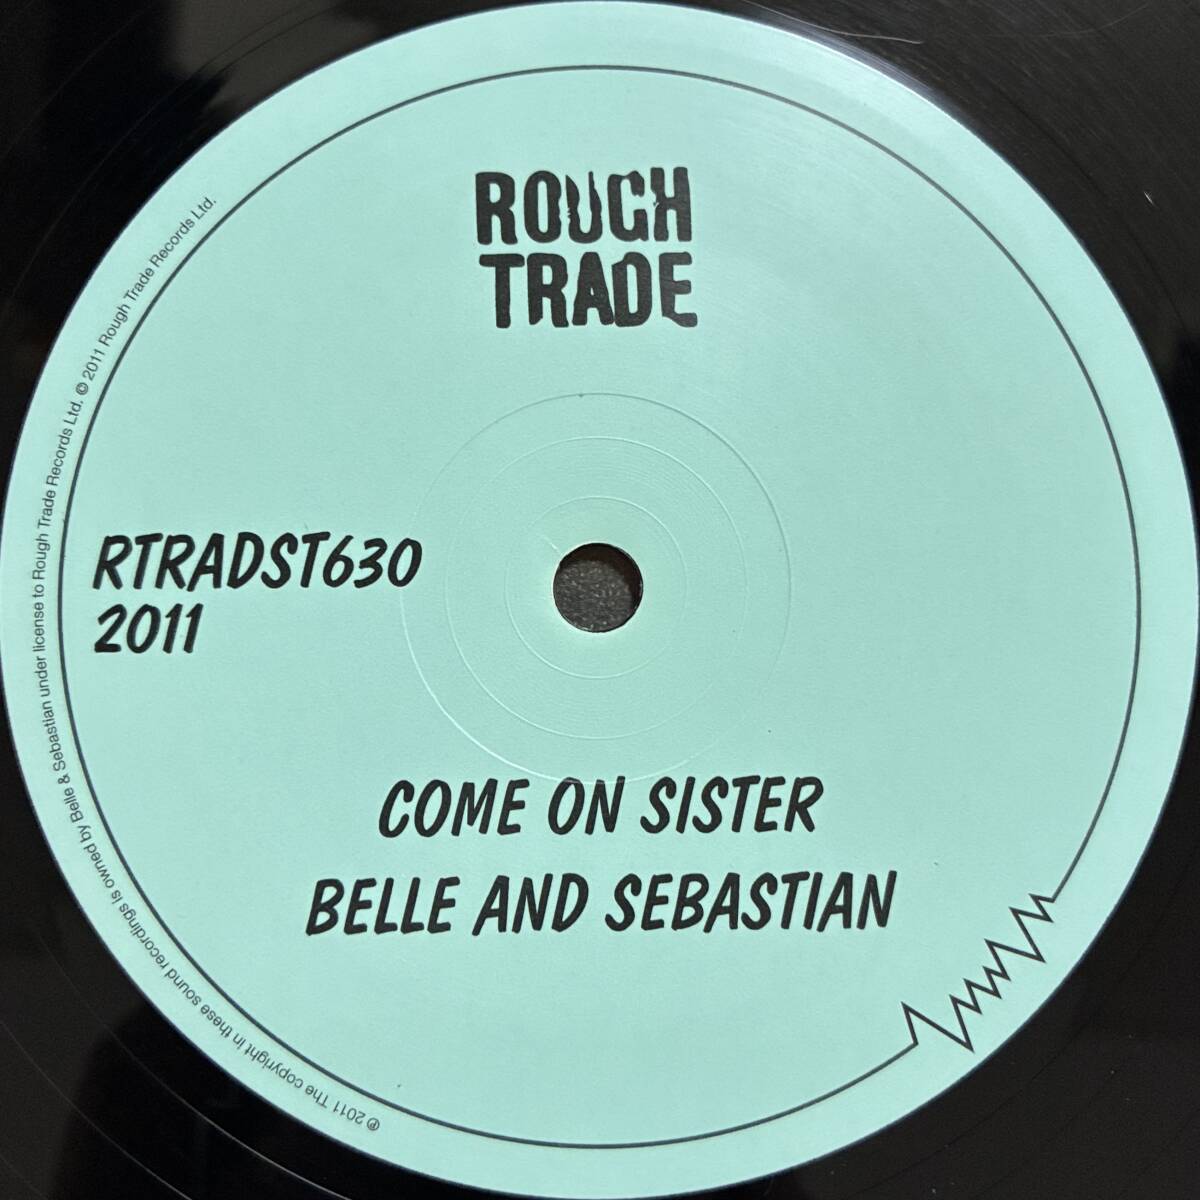 ROUGH
TRADE
RTRADST630
2011
COME ON SISTER
BELLE AND SEBASTIAN
℗ 2011 The copyright in these sound recordings is owned by Belle & Sebastian under license to Rough Trade Records Ltd. © 2011 Rough Trade Records Ltd.